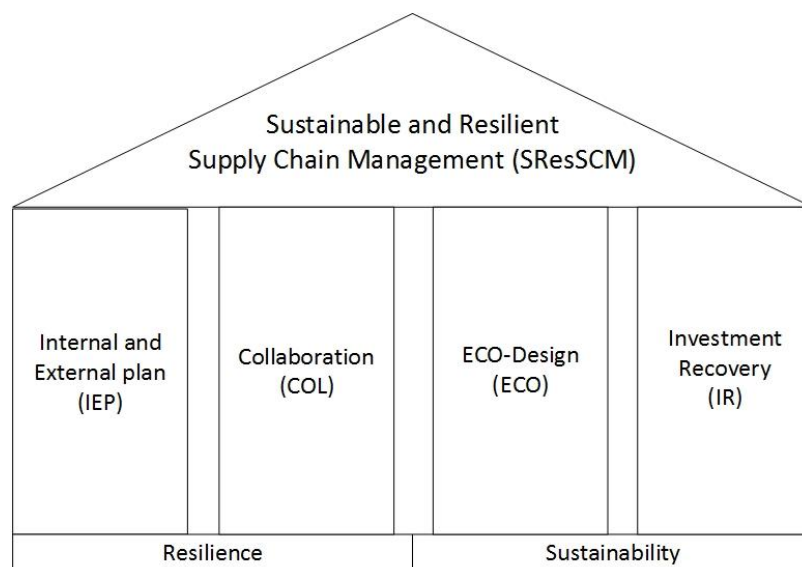 Sustainable and Resilient
Supply Chain Management (SResSCM)
Internal and
External plan
(IEP)
Collaboration
(COL)
ECO-Design
(ECO)
Investment
Recovery
(IR)
Resilience
Sustainability